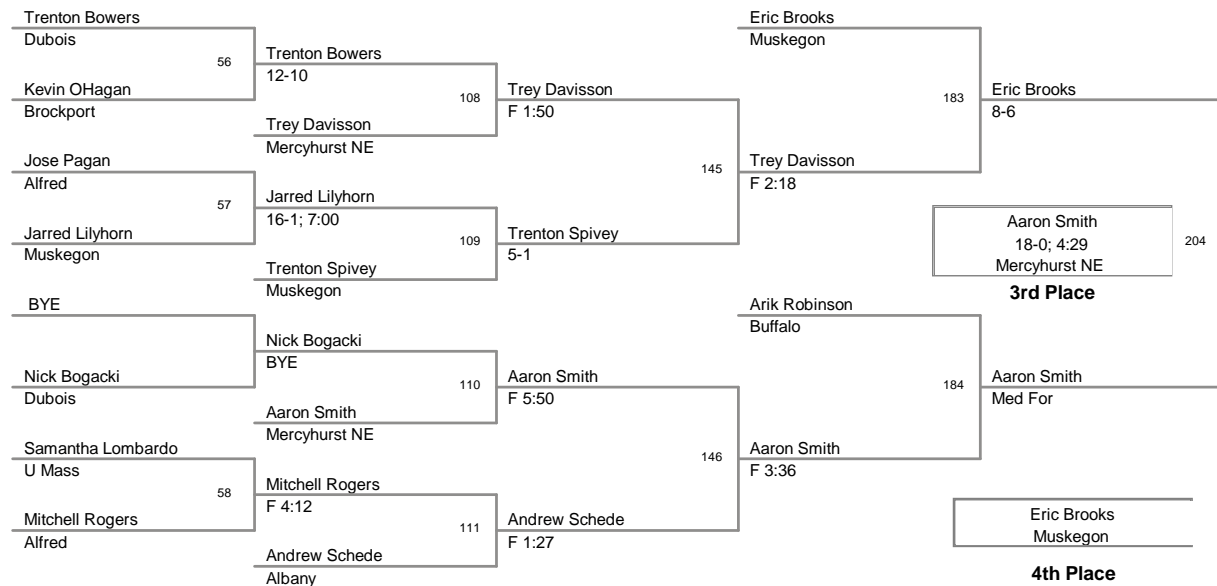 Trenton Bowers
Dubois
56
Kevin OHagan
Brockport
Jose Pagan
Alfred
57
Jarred Lilyhorn
Muskegon
BYE
Nick Bogacki
Dubois
Samantha Lombardo
U Mass
58
Mitchell Rogers
Alfred
Trenton Bowers
12-10
108
Trey Davisson
Mercyhurst NE
Jarred Lilyhorn
16-1; 7:00
109
Trenton Spivey
Muskegon
Nick Bogacki
BYE
110
Aaron Smith
Mercyhurst NE
Mitchell Rogers
F 4:12
111
Andrew Schede
Albany
Trey Davisson
F 1:50
145
Trenton Spivey
5-1
Aaron Smith
F 5:50
146
Andrew Schede
F 1:27
Eric Brooks
Muskegon
183
Trey Davisson
F 2:18
Arik Robinson
Buffalo
184
Aaron Smith
F 3:36
Eric Brooks
8-6
Aaron Smith
18-0; 4:29
Mercyhurst NE
204
3rd Place
Aaron Smith
Med For
Eric Brooks
Muskegon
4th Place